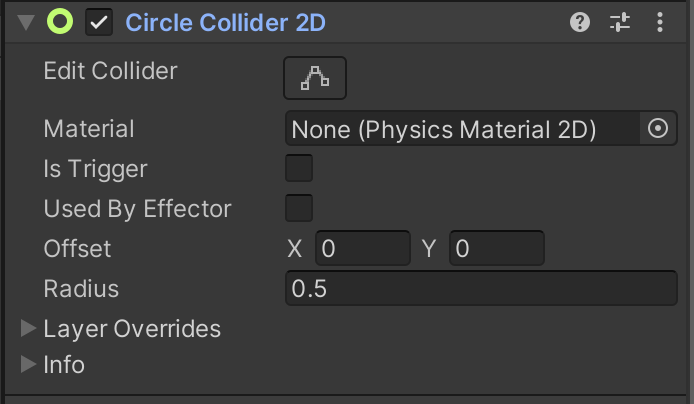 Circle Collider 2D
Edit Collider
Material None (Physics Material 2D)
Is Trigger
Used By Effector
Offset X 0 Y 0
Radius 0.5
Layer Overrides
Info